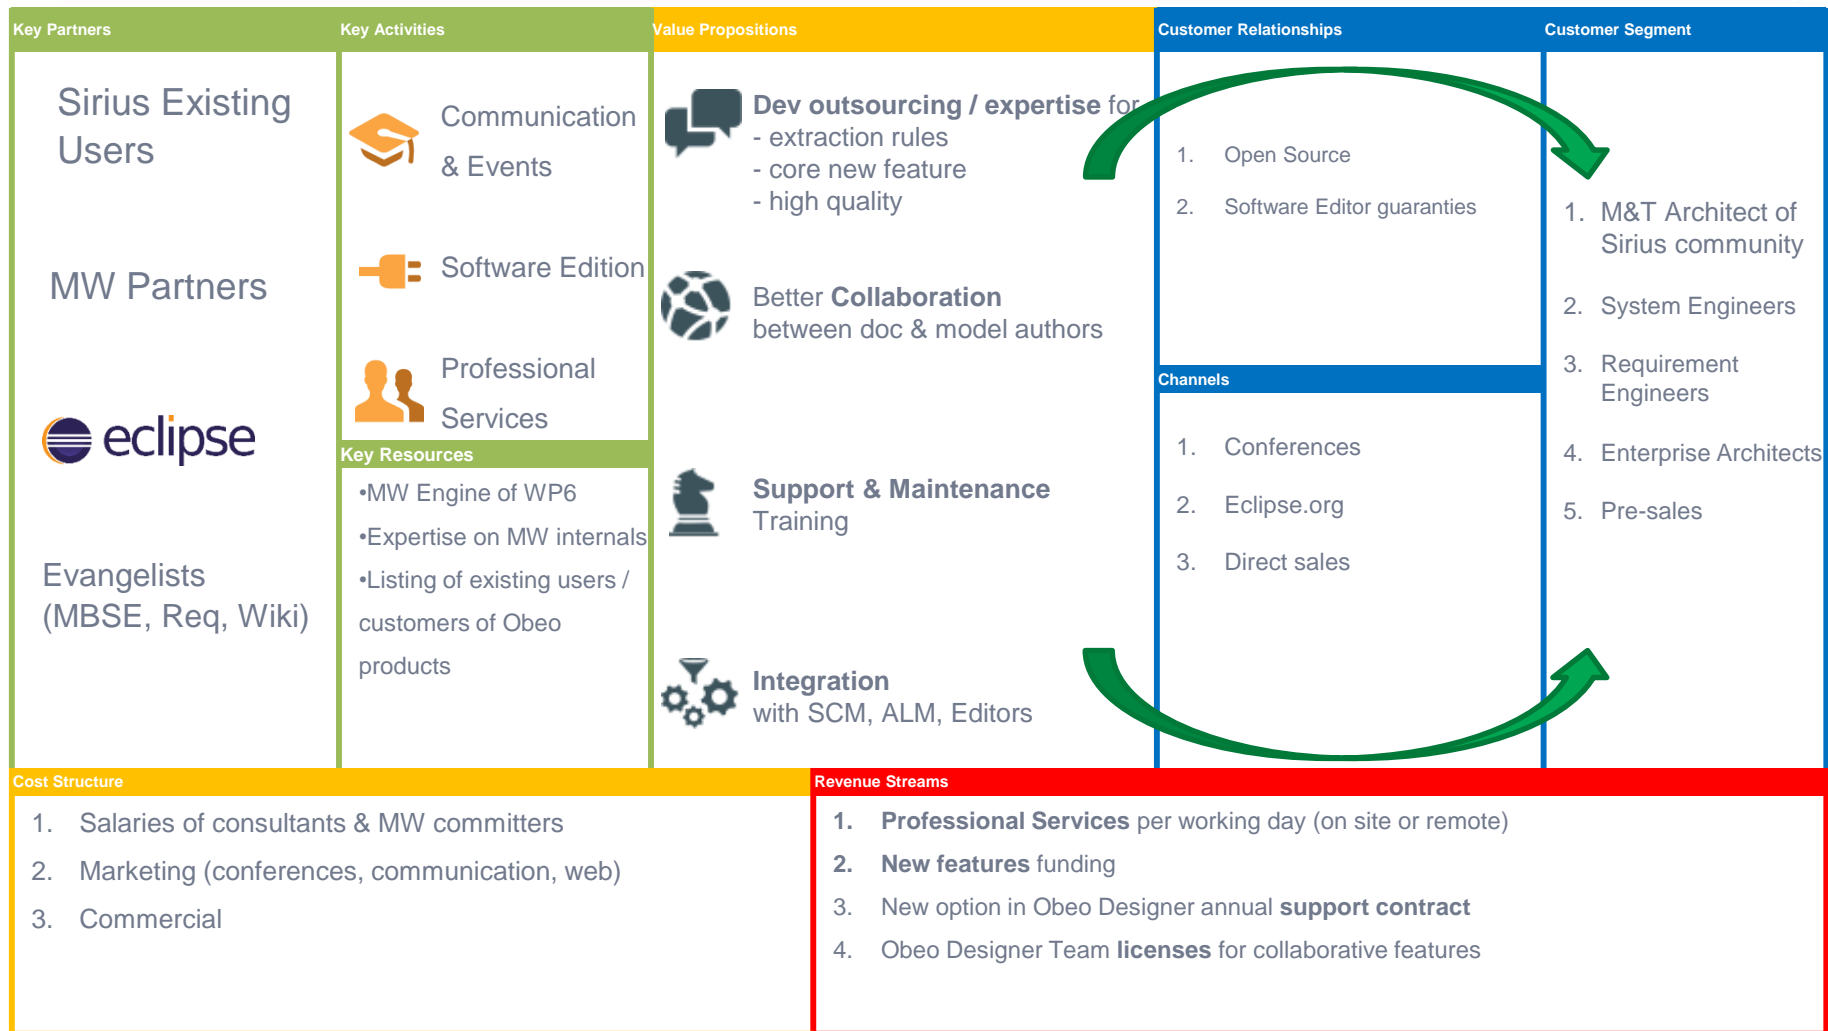 Key Partners
Sirius Existing
Users
MW Partners
eclipse
Evangelists
(MBSE, Req, Wiki)
Key Activities
Communication
& Events
Software Edition
Professional
Services
Key Resources
•MW Engine of WP6
•Expertise on MW internals
•Listing of existing users /
customers of Obeo
products
Value Propositions
Dev outsourcing / expertise for
- extraction rules
- core new feature
- high quality
Better Collaboration
between doc & model authors
Support & Maintenance
Training
Integration
with SCM, ALM, Editors
Customer Relationships
1. Open Source
2. Software Editor guaranties
Channels
1. Conferences
2. Eclipse.org
3. Direct sales
Customer Segment
1. M&T Architect of
Sirius community
2. System Engineers
3. Requirement
Engineers
4. Enterprise Architects
5. Pre-sales
Cost Structure
1. Salaries of consultants & MW committers
2. Marketing (conferences, communication, web)
3. Commercial
Revenue Streams
1. Professional Services per working day (on site or remote)
2. New features funding
3. New option in Obeo Designer annual support contract
4. Obeo Designer Team licenses for collaborative features